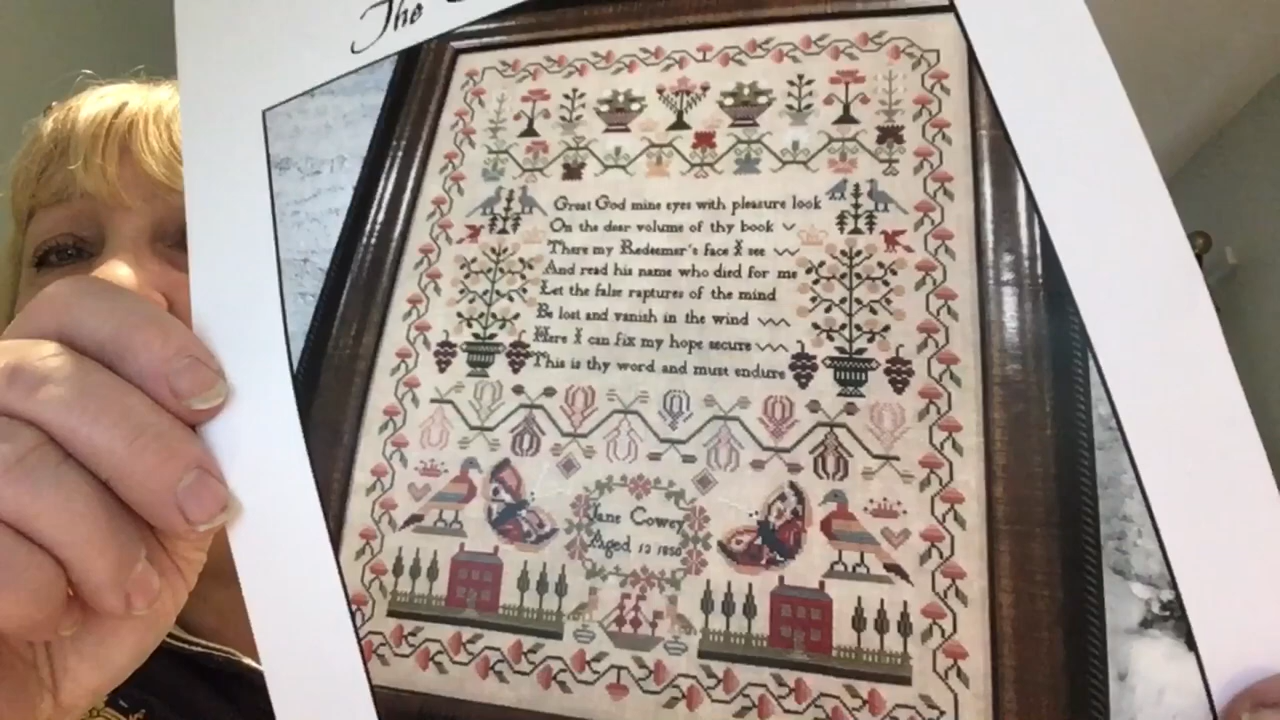 The
Great God mine eyes with pleasure look
On the dear volume of thy book
There my Redeemer's face I see
And read his name who died for me
Let the false raptures of the mind
Be lost and vanish in the wind
Here I can fix my hope secure
This is thy word and must endure
Jane Cowey
Aged 12 1850